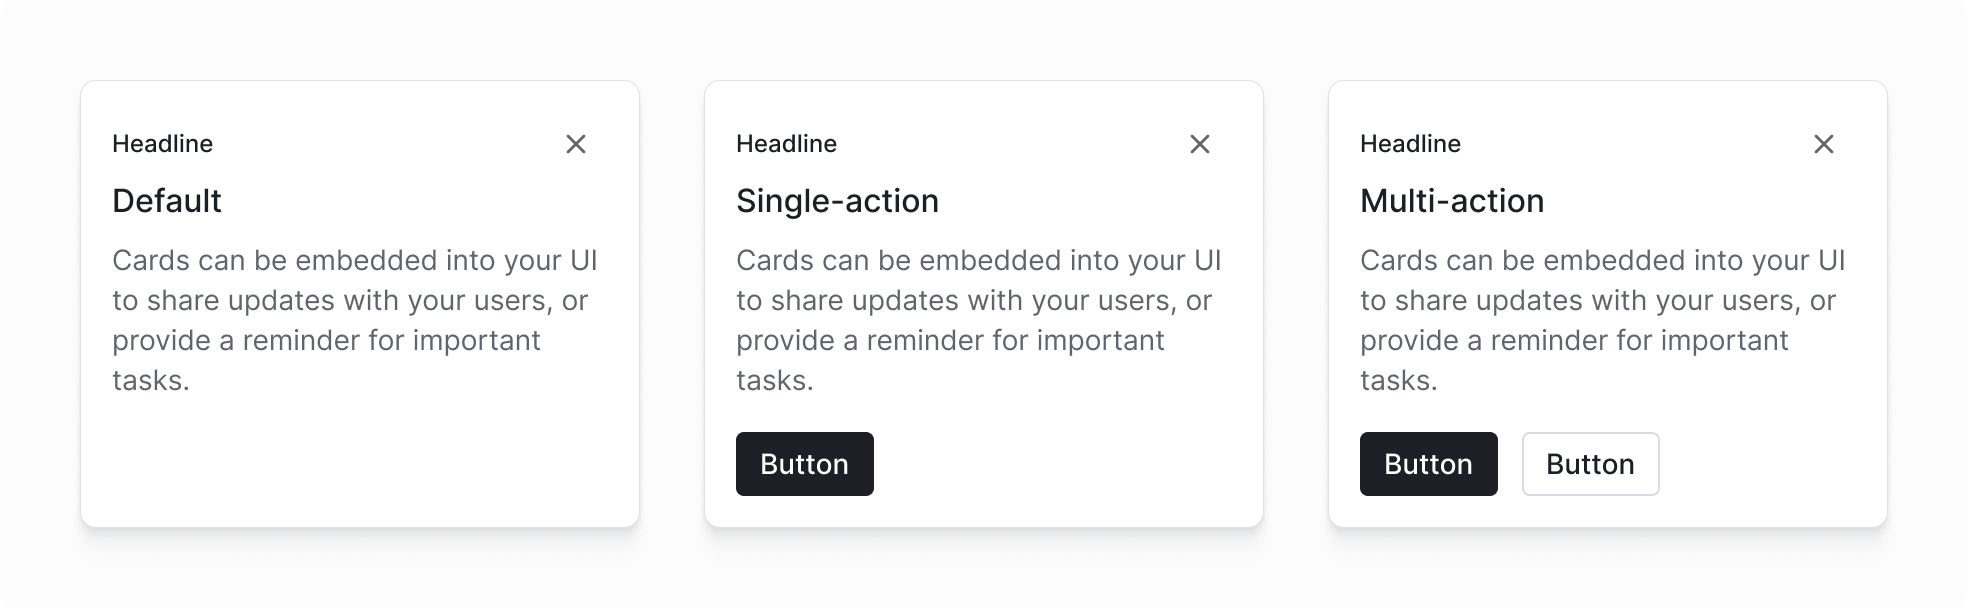 Headline
Default
Cards can be embedded into your UI
to share updates with your users, or
provide a reminder for important
tasks.
Headline
Single-action
Cards can be embedded into your UI
to share updates with your users, or
provide a reminder for important
tasks.
Button
Headline
Multi-action
Cards can be embedded into your UI
to share updates with your users, or
provide a reminder for important
tasks.
Button Button